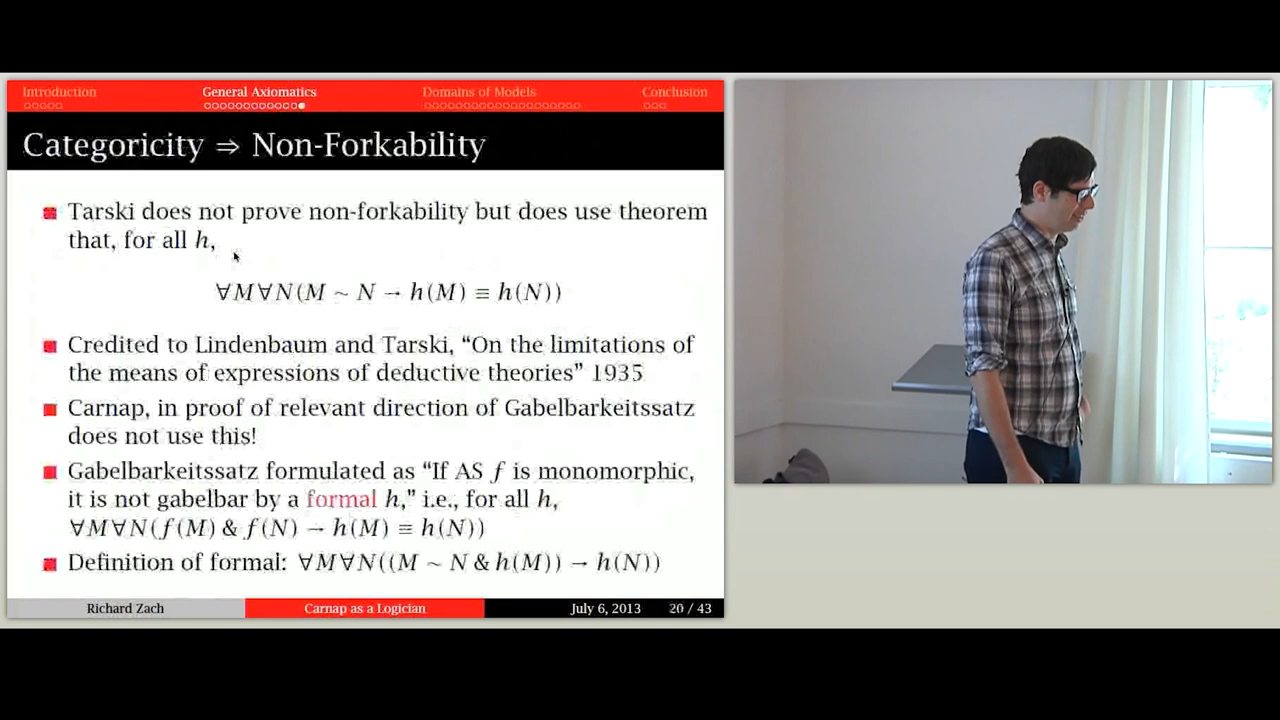 Introduction General Axiomatics Domains of Models Conclusion
Categoricity ⇒ Non-Forkability
Tarski does not prove non-forkability but does use theorem
that, for all h,
∀M∀N(M ~ N → h(M) ≡ h(N))
Credited to Lindenbaum and Tarski, “On the limitations of
the means of expressions of deductive theories” 1935
Carnap, in proof of relevant direction of Gabelbarkeitssatz
does not use this!
Gabelbarkeitssatz formulated as “If AS f is monomorphic,
it is not gabelbar by a formal h,” i.e., for all h,
∀M∀N(f(M) & f(N) → h(M) ≡ h(N))
Definition of formal: ∀M∀N((M ~ N & h(M)) → h(N))
Richard Zach Carnap as a Logician July 6, 2013 20 / 43